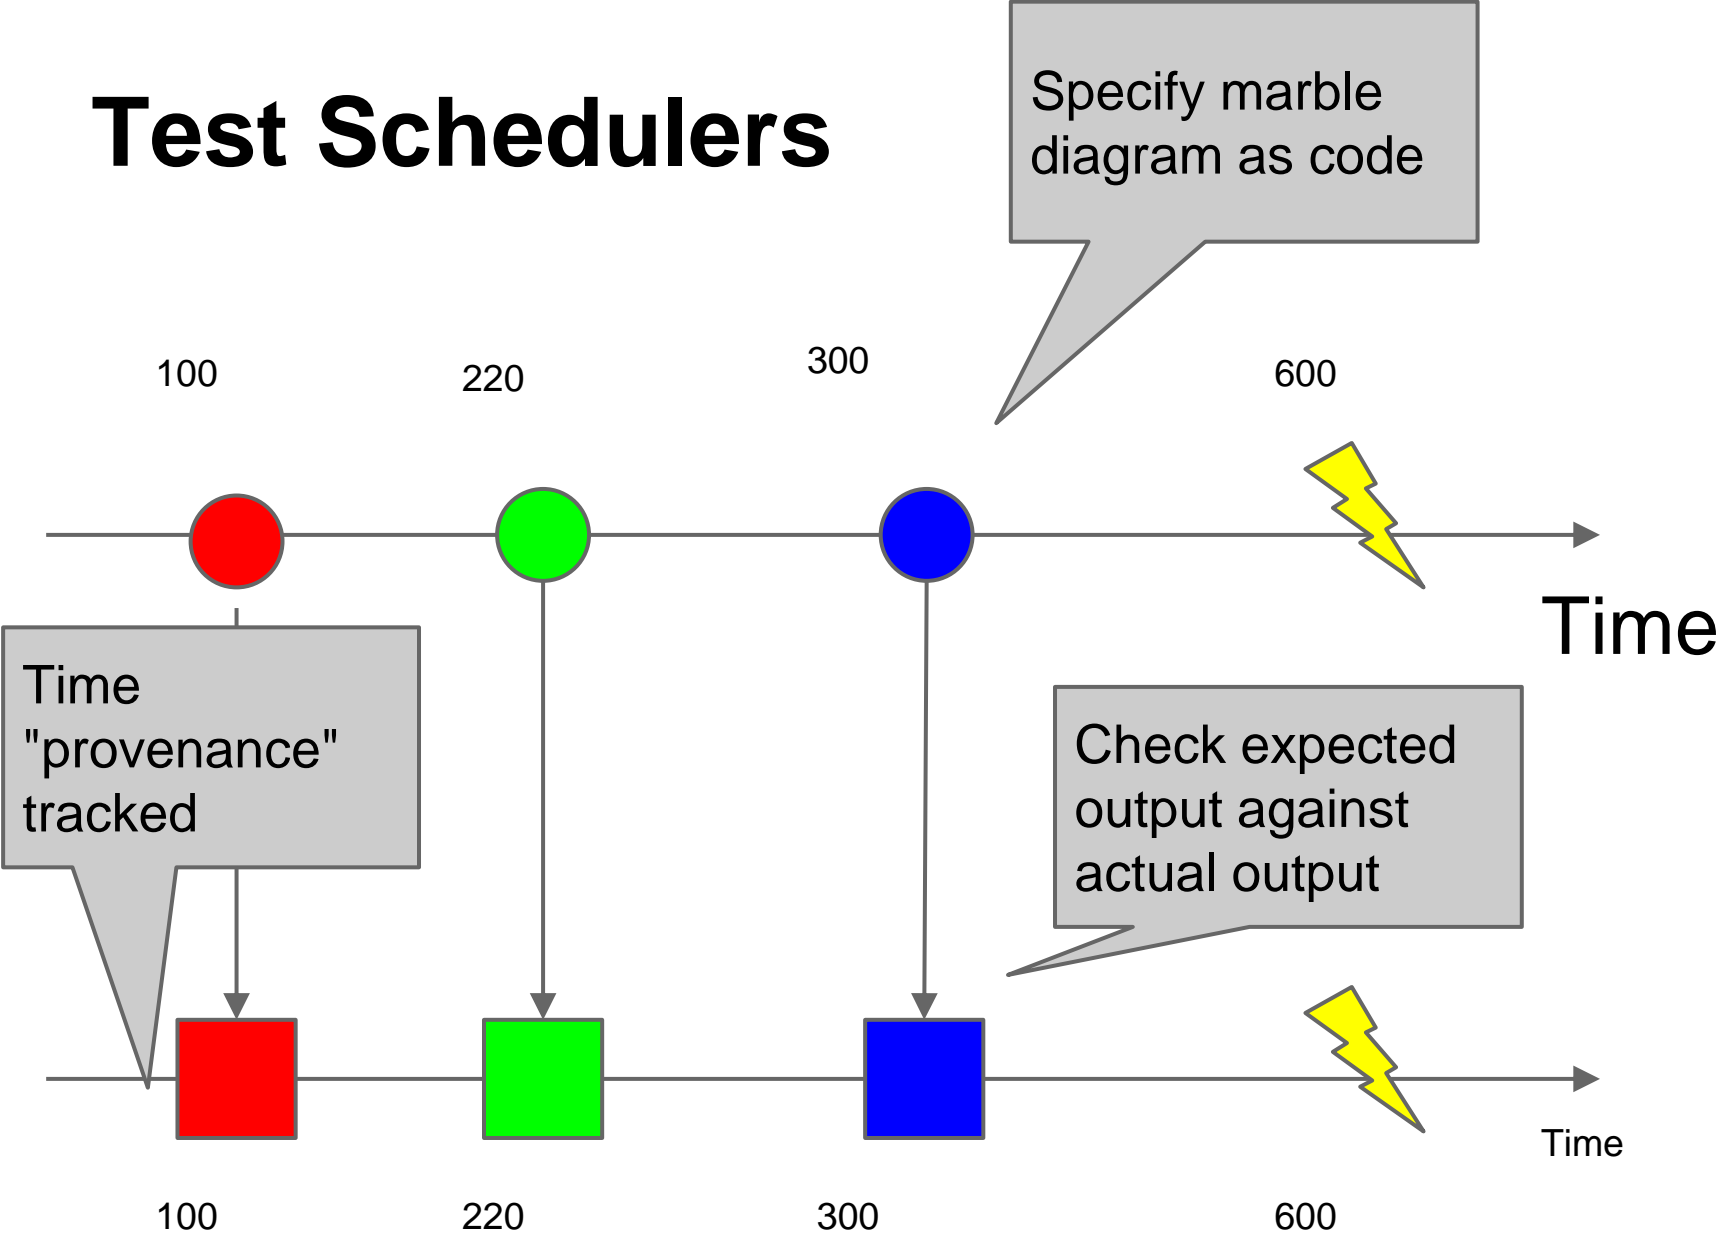 Test Schedulers
Specify marble
diagram as code
100
220
300
600
Time
Time
"provenance"
tracked
Check expected
output against
actual output
Time
100
220
300
600